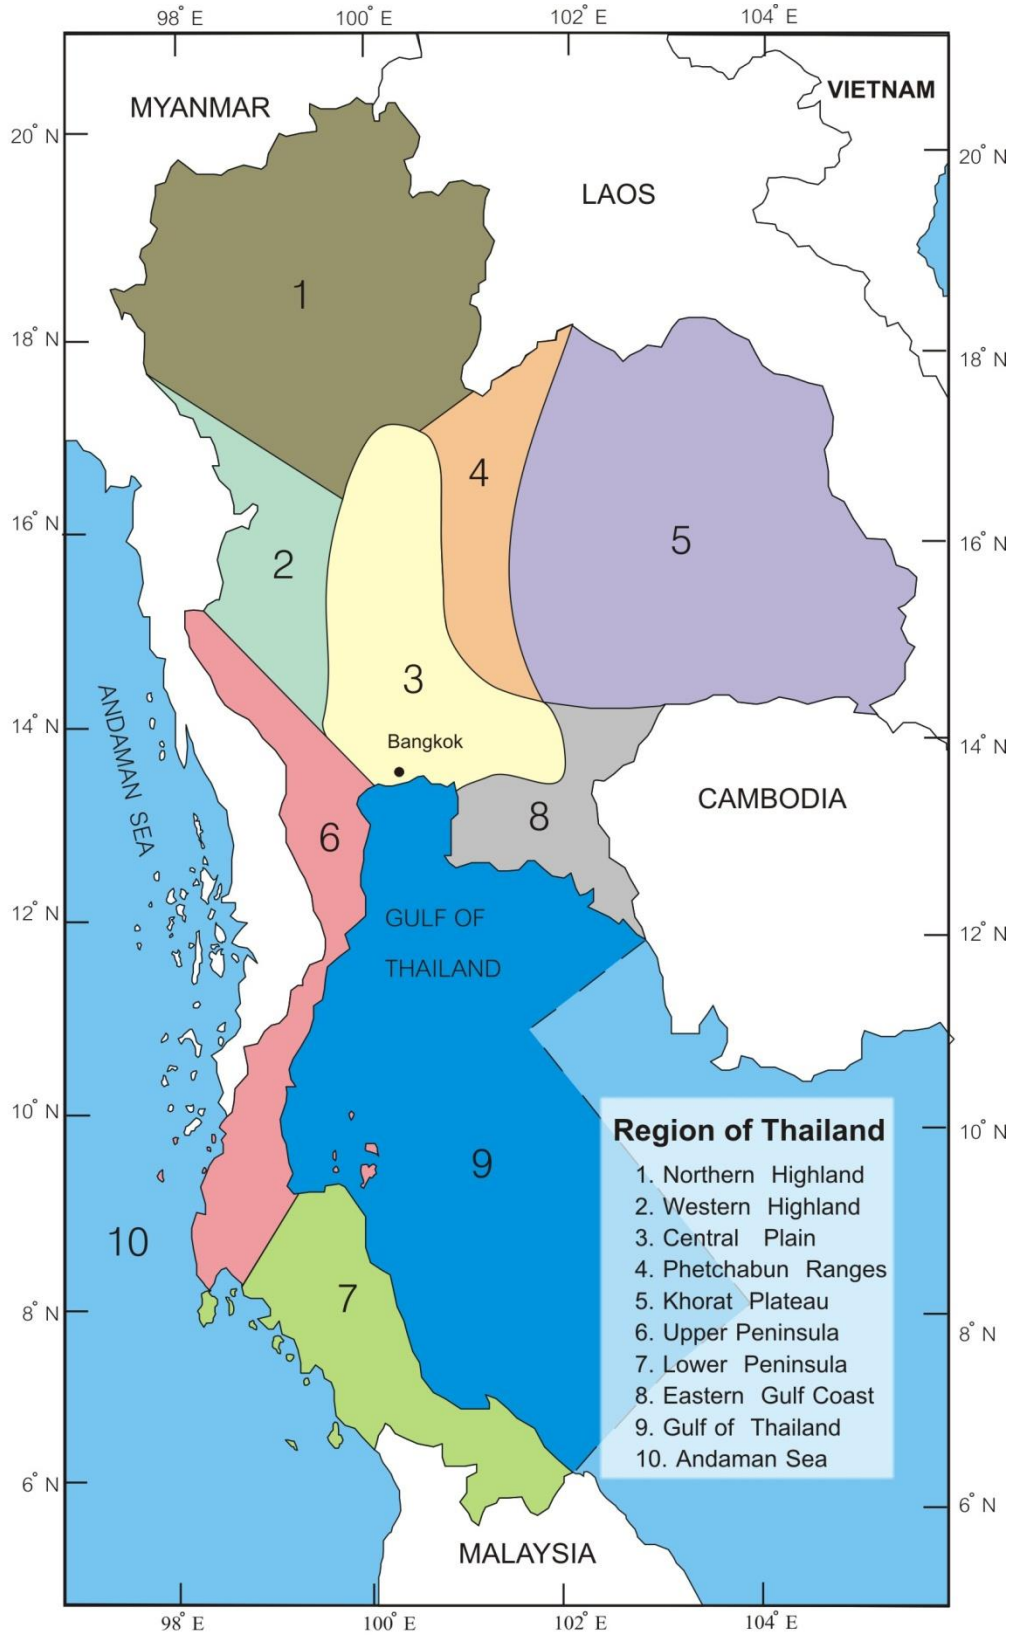 98° E 100° E 102° E 104° E
MYANMAR
VIETNAM
20° N
20° N
LAOS
1
18° N
18° N
4
16° N
5
16° N
2
3
14° N
14° N
ANDAMAN SEA
Bangkok
CAMBODIA
8
6
12° N
GULF OF
12° N
THAILAND
10° N
10° N
9
10
7
8° N
8° N
Region of Thailand
1. Northern Highland
2. Western Highland
3. Central Plain
4. Phetchabun Ranges
5. Khorat Plateau
6. Upper Peninsula
7. Lower Peninsula
8. Eastern Gulf Coast
9. Gulf of Thailand
10. Andaman Sea
6° N
6° N
MALAYSIA
98° E 100° E 102° E 104° E